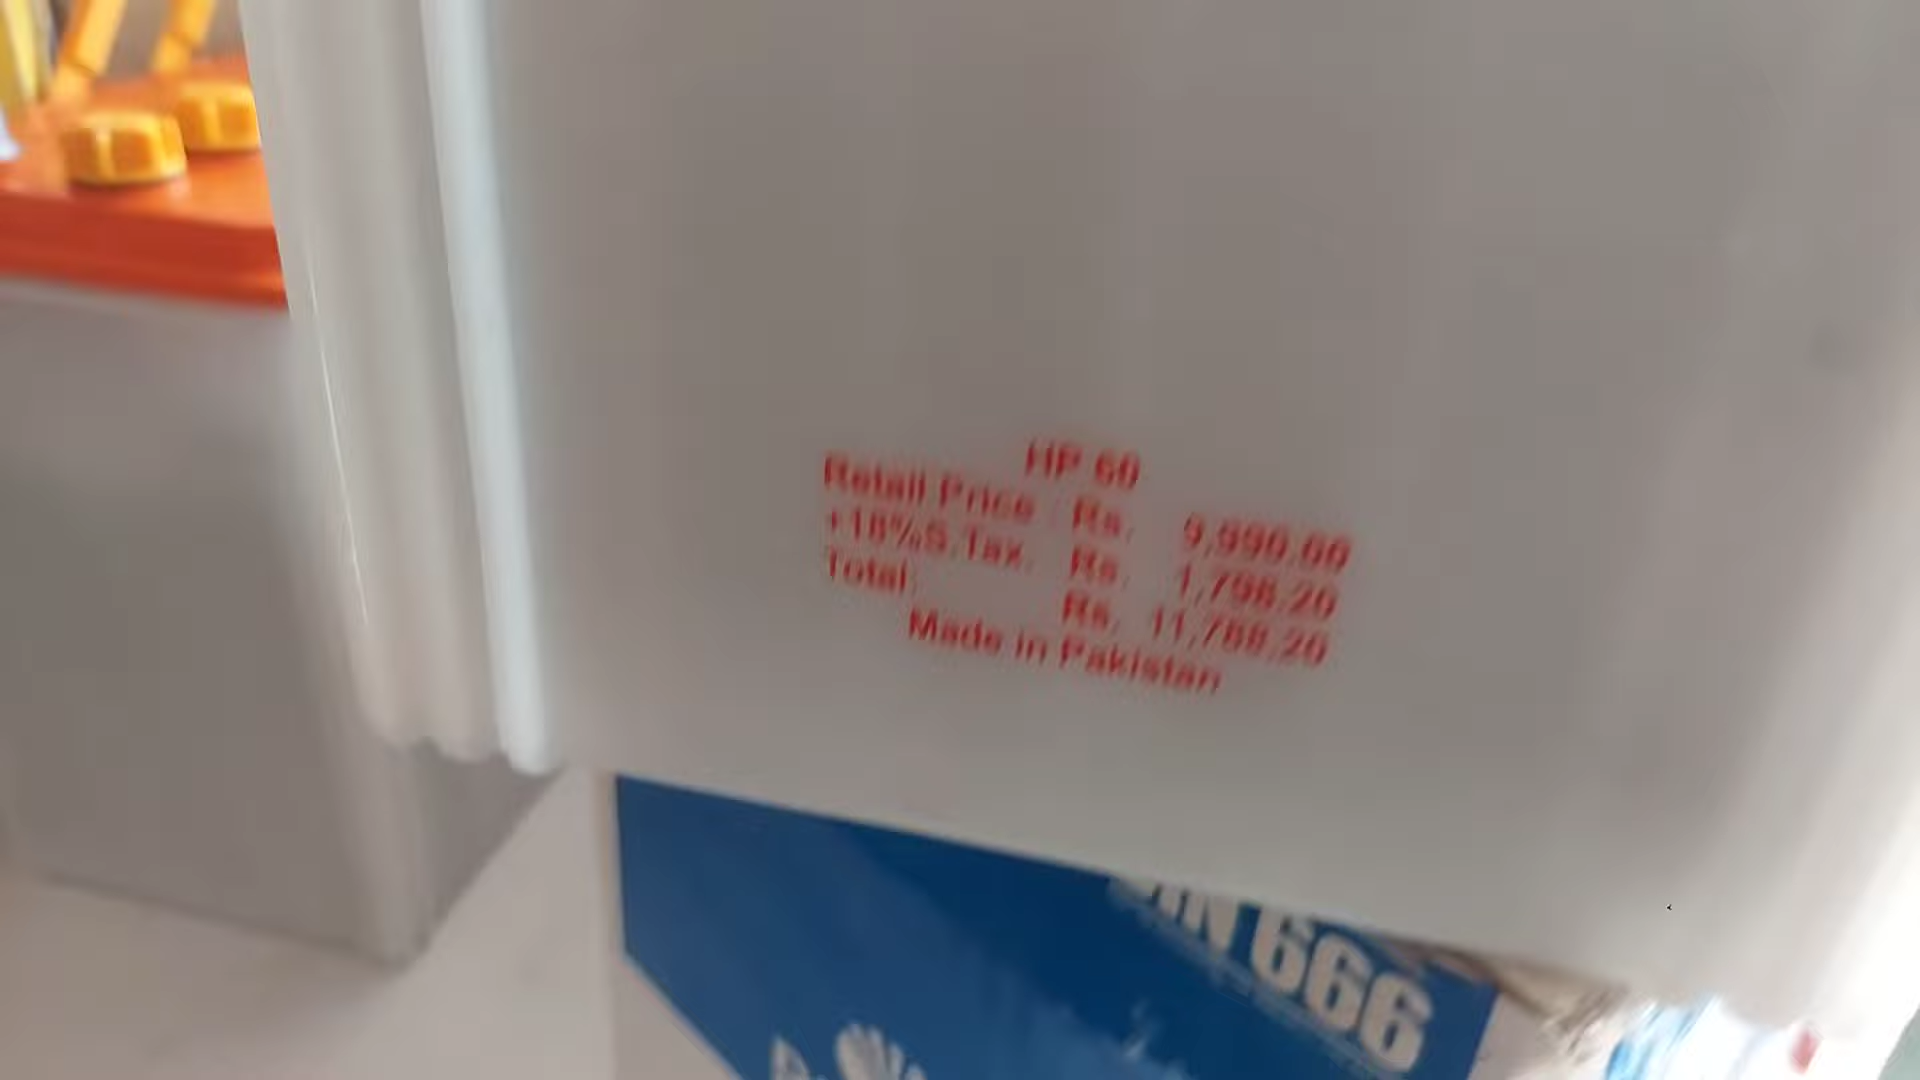 HP 60
Retail Price : Rs. 9,990.00
+18%S.Tax. Rs. 1,798.20
Total: Rs. 11,788.20
Made in Pakistan
666